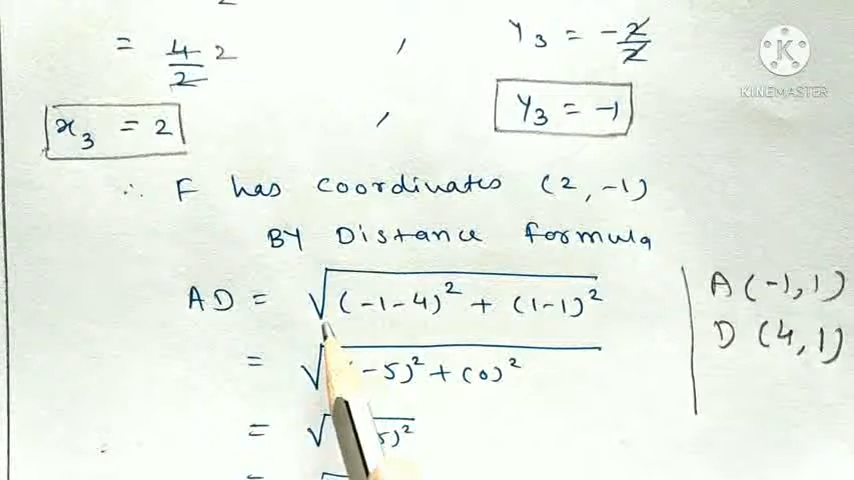 = 4/2 2 , Y3 = -2/2
x3 = 2 , Y3 = -1
∴ F has coordinates (2, -1)
BY Distance formula
AD = √(-1-4)² + (1-1)²
= √ -5)² + (0)²
= √ 5)²
=
A (-1, 1)
D (4, 1)
K
KINEMASTER